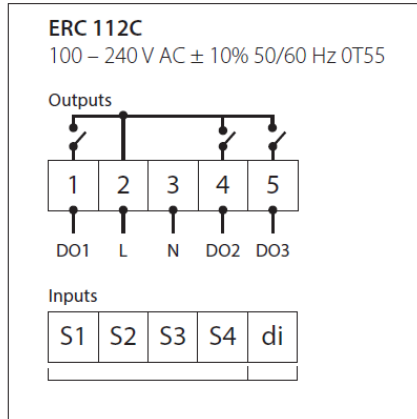 ERC 112C
100 – 240 V AC ± 10% 50/60 Hz 0T55
Outputs
1 2 3 4 5
DO1 L N DO2 DO3
Inputs
S1 S2 S3 S4 di